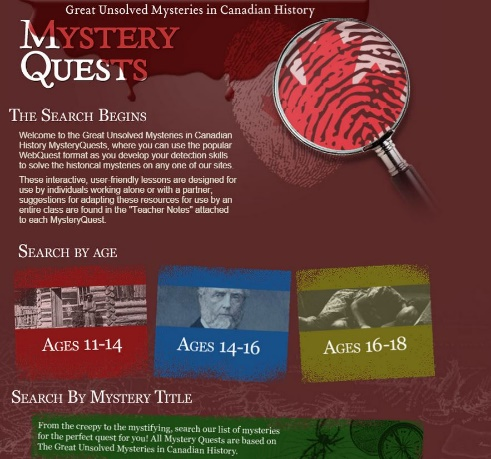 Great Unsolved Mysteries in Canadian History
Mystery
Quests
The Search Begins
Welcome to the Great Unsolved Mysteries in Canadian
History MysteryQuests, where you can use the popular
WebQuest format as you develop your detection skills
to solve the historical mysteries on any one of our sites.
These interactive, user-friendly lessons are designed for
use by individuals working alone or with a partner,
suggestions for adapting these resources for use by an
entire class are found in the "Teacher Notes" attached
to each MysteryQuest.
Search by age
Ages 11-14
Ages 14-16
Ages 16-18
Search By Mystery Title
From the creepy to the mystifying, search our list of mysteries
for the perfect quest for you! All Mystery Quests are based on
The Great Unsolved Mysteries in Canadian History.